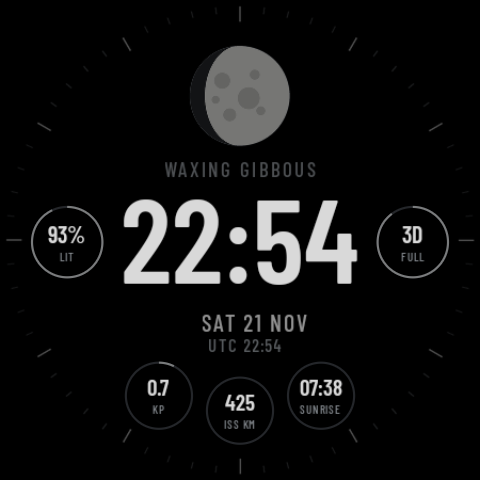 WAXING GIBBOUS
93%
LIT
22:54
3D
FULL
SAT 21 NOV
UTC 22:54
0.7
KP
425
ISS KM
07:38
SUNRISE